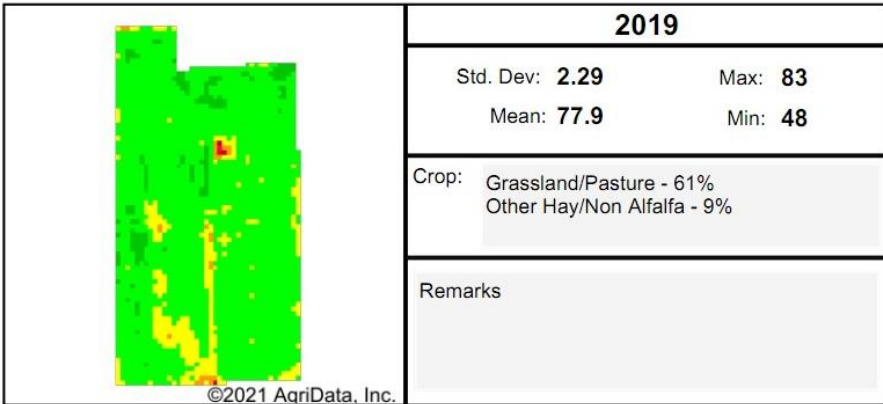 2019
Std. Dev: 2.29 Max: 83
Mean: 77.9 Min: 48
Crop: Grassland/Pasture - 61%
Other Hay/Non Alfalfa - 9%
Remarks
©2021 AgriData, Inc.